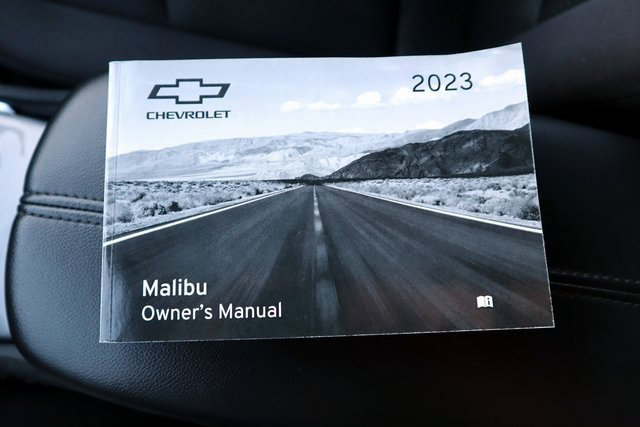 CHEVROLET
2023
Malibu
Owner's Manual